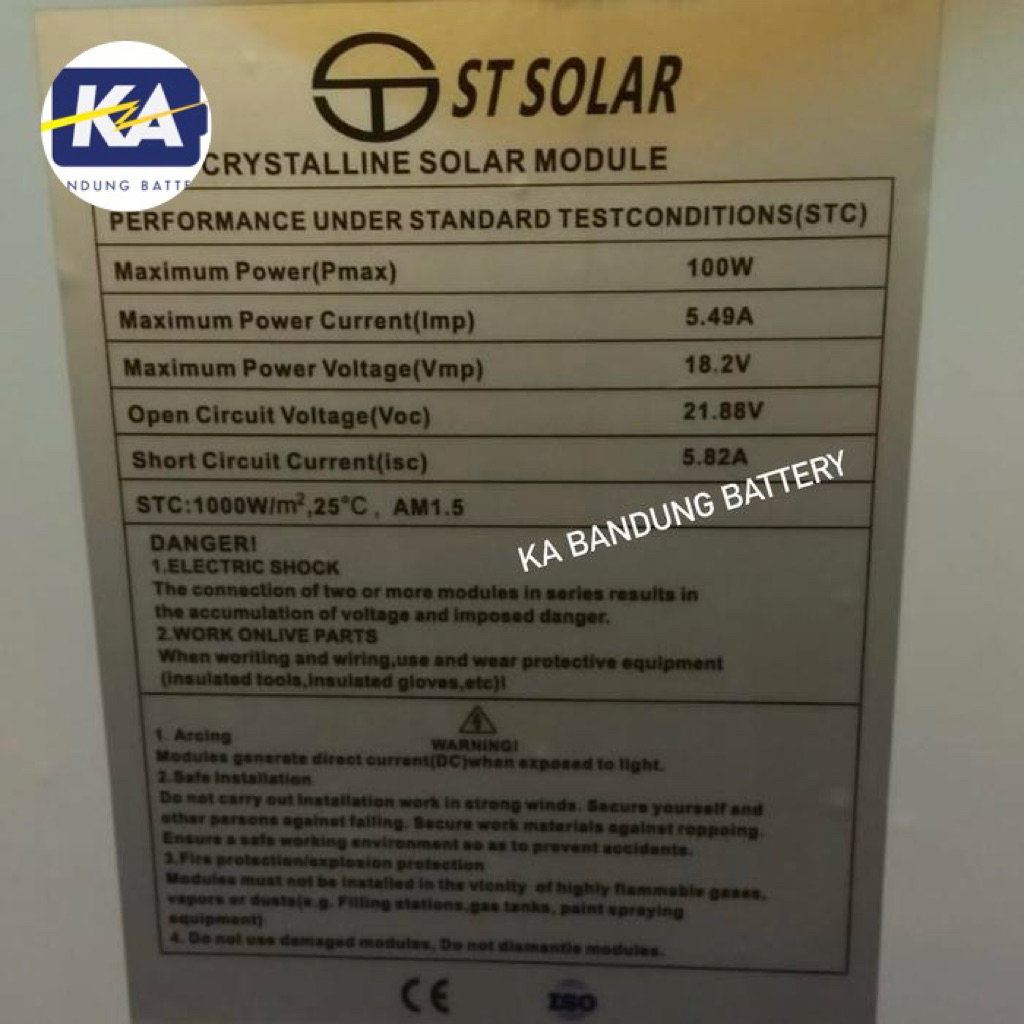 KA
NDUNG BATTE
ST SOLAR
CRYSTALLINE SOLAR MODULE
PERFORMANCE UNDER STANDARD TESTCONDITIONS(STC)
Maximum Power(Pmax) 100W
Maximum Power Current(Imp) 5.49A
Maximum Power Voltage(Vmp) 18.2V
Open Circuit Voltage(Voc) 21.88V
Short Circuit Current(isc) 5.82A
STC:1000W/m²,25°C, AM1.5
KA BANDUNG BATTERY
DANGER!
1.ELECTRIC SHOCK
The connection of two or more modules in series results in
the accumulation of voltage and imposed danger.
2.WORK ONLIVE PARTS
When woriting and wiring,use and wear protective equipment
(insulated tools,insulated gloves,etc)!
WARNING!
1. Arcing
Modules generate direct current(DC)when exposed to light.
2.Safe Installation
Do not carry out Installation work in strong winds. Secure yourself and
other persons against falling. Secure work materials against roppoing.
Ensure a safe working environment so as to prevent accidents.
3.Fire protection/explosion protection
Modules must not be installed in the vicnity of highly flammable gases,
vapors or dusts(e.g. Filling stations,gas tanks, paint spraying
equipment)
4. Do not use damaged modules, Do not dismantle modules.
CE ISO